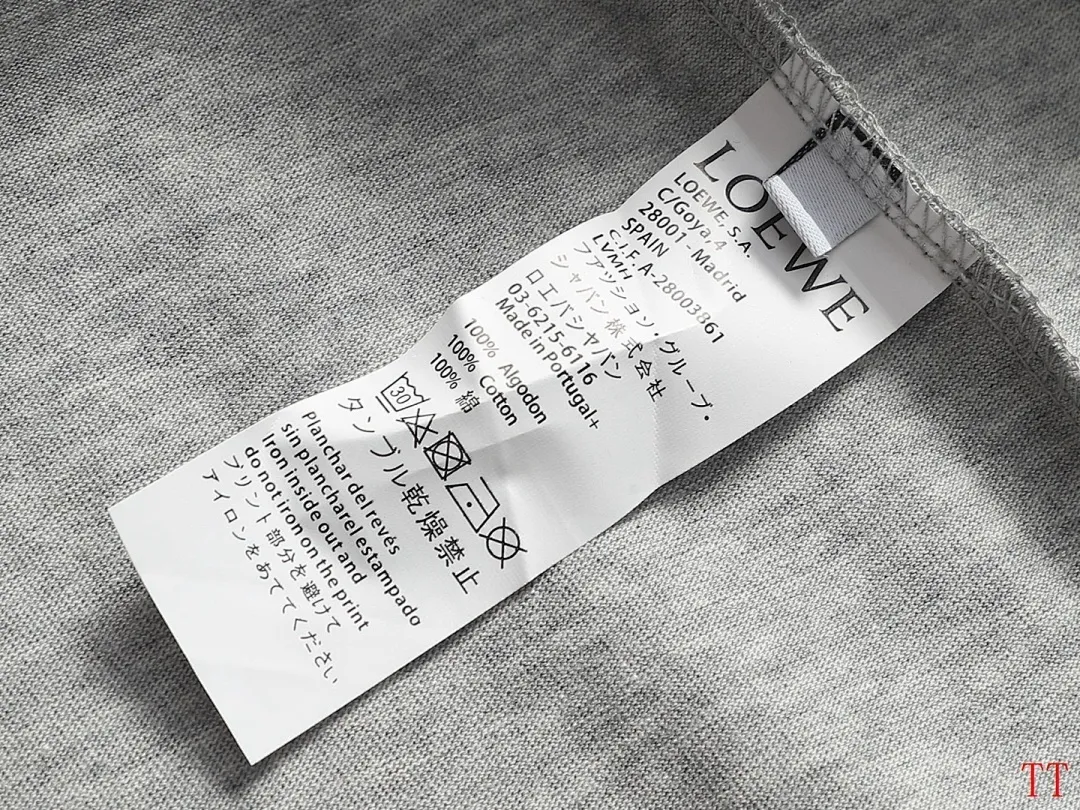 LOEWE
LOEWE, S.A.
C/Goya, 4
28001 - Madrid
SPAIN
C.I.F. A-28003861
LVMH
ファッション・グループ・
ジャパン株式会社
ロエバシヤパン
03-6215-6116
Made in Portugal+
100% Algodon
100% Cotton
100% 綿
30
タンブル乾燥禁止
Planchar del revés
sin planchar el estampado
Iron inside out and
do not iron on the print
プリント部分を避けて
アイロンをあててください
TT